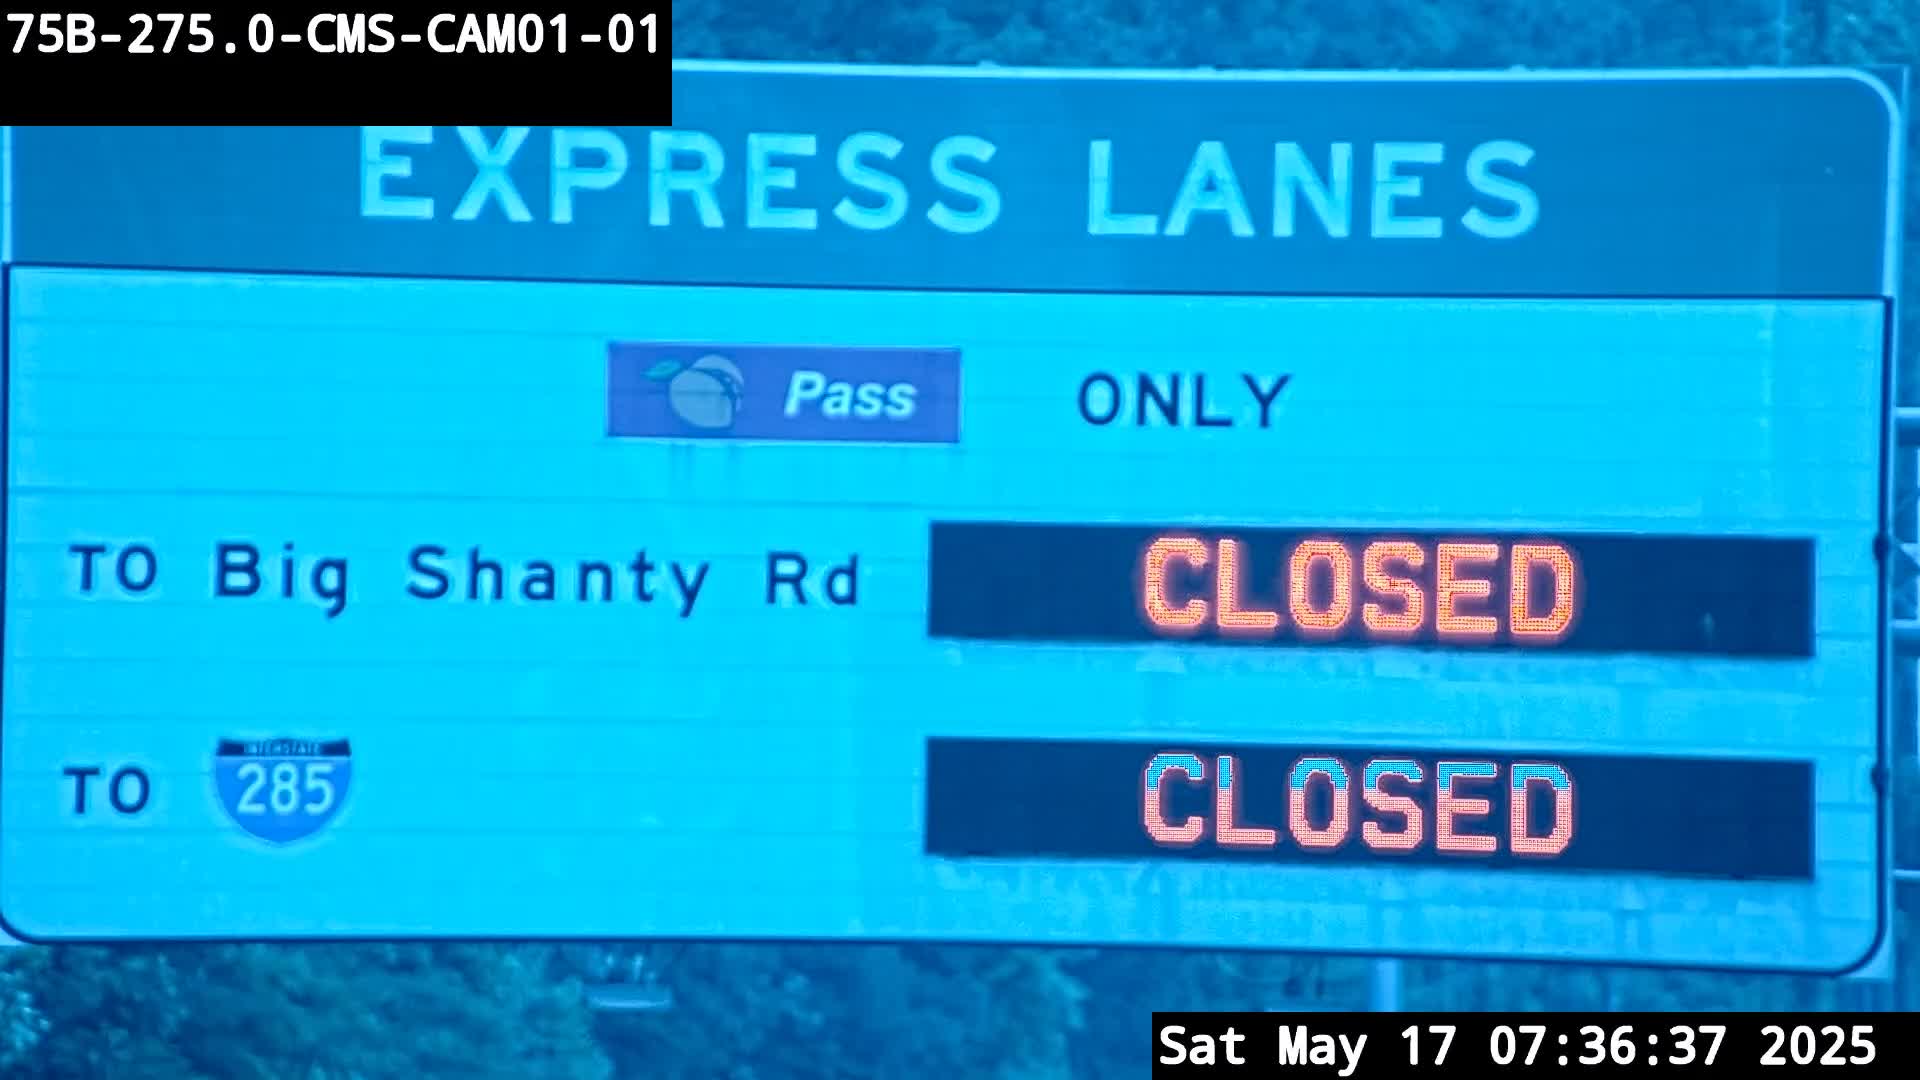 75B-275.0-CMS-CAM01-01
EXPRESS LANES
Pass ONLY
TO Big Shanty Rd CLOSED
TO INTERSTATE 285 CLOSED
Sat May 17 07:36:37 2025